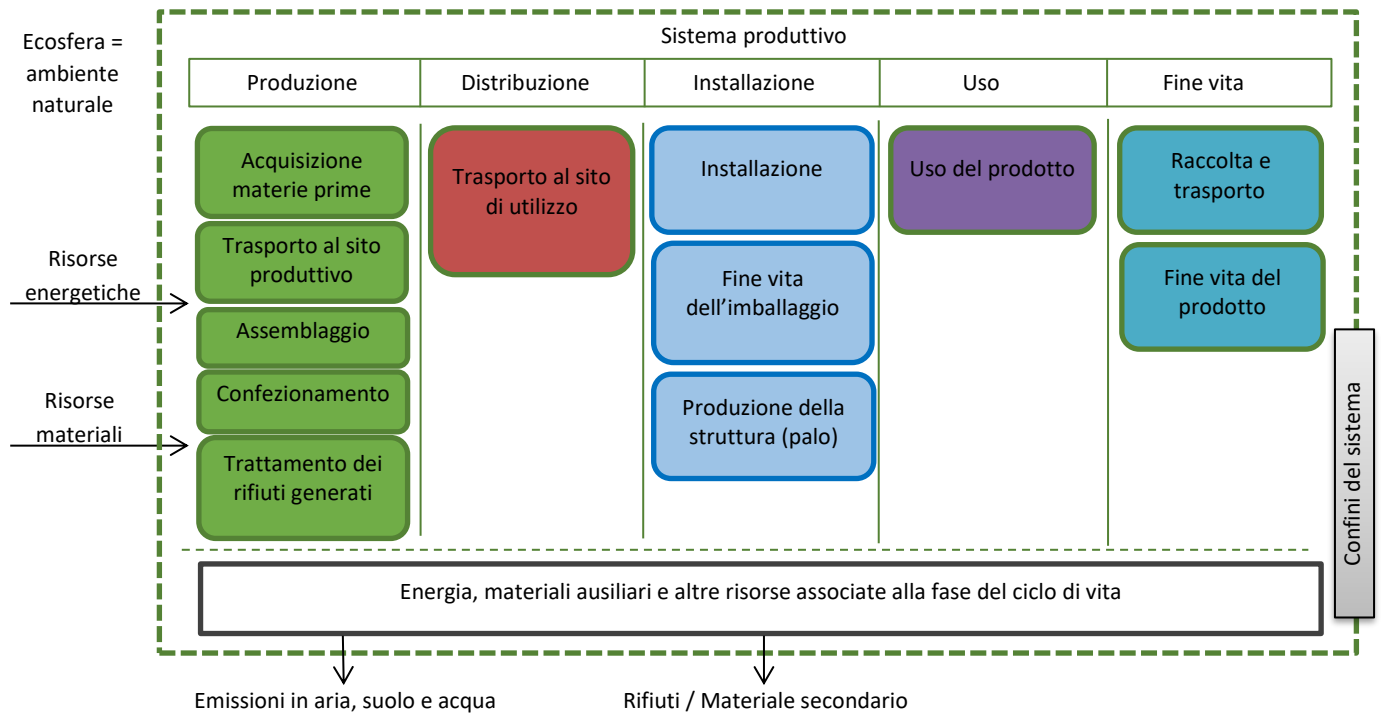 Ecosfera =
ambiente
naturale
Sistema produttivo
Produzione
Distribuzione
Installazione
Uso
Fine vita
Acquisizione
materie prime
Trasporto al sito
produttivo
Assemblaggio
Confezionamento
Trattamento dei
rifiuti generati
Trasporto al sito
di utilizzo
Installazione
Fine vita
dell’imballaggio
Produzione della
struttura (palo)
Uso del prodotto
Raccolta e
trasporto
Fine vita del
prodotto
Risorse
energetiche
Risorse
materiali
Confini del sistema
Energia, materiali ausiliari e altre risorse associate alla fase del ciclo di vita
Emissioni in aria, suolo e acqua
Rifiuti / Materiale secondario